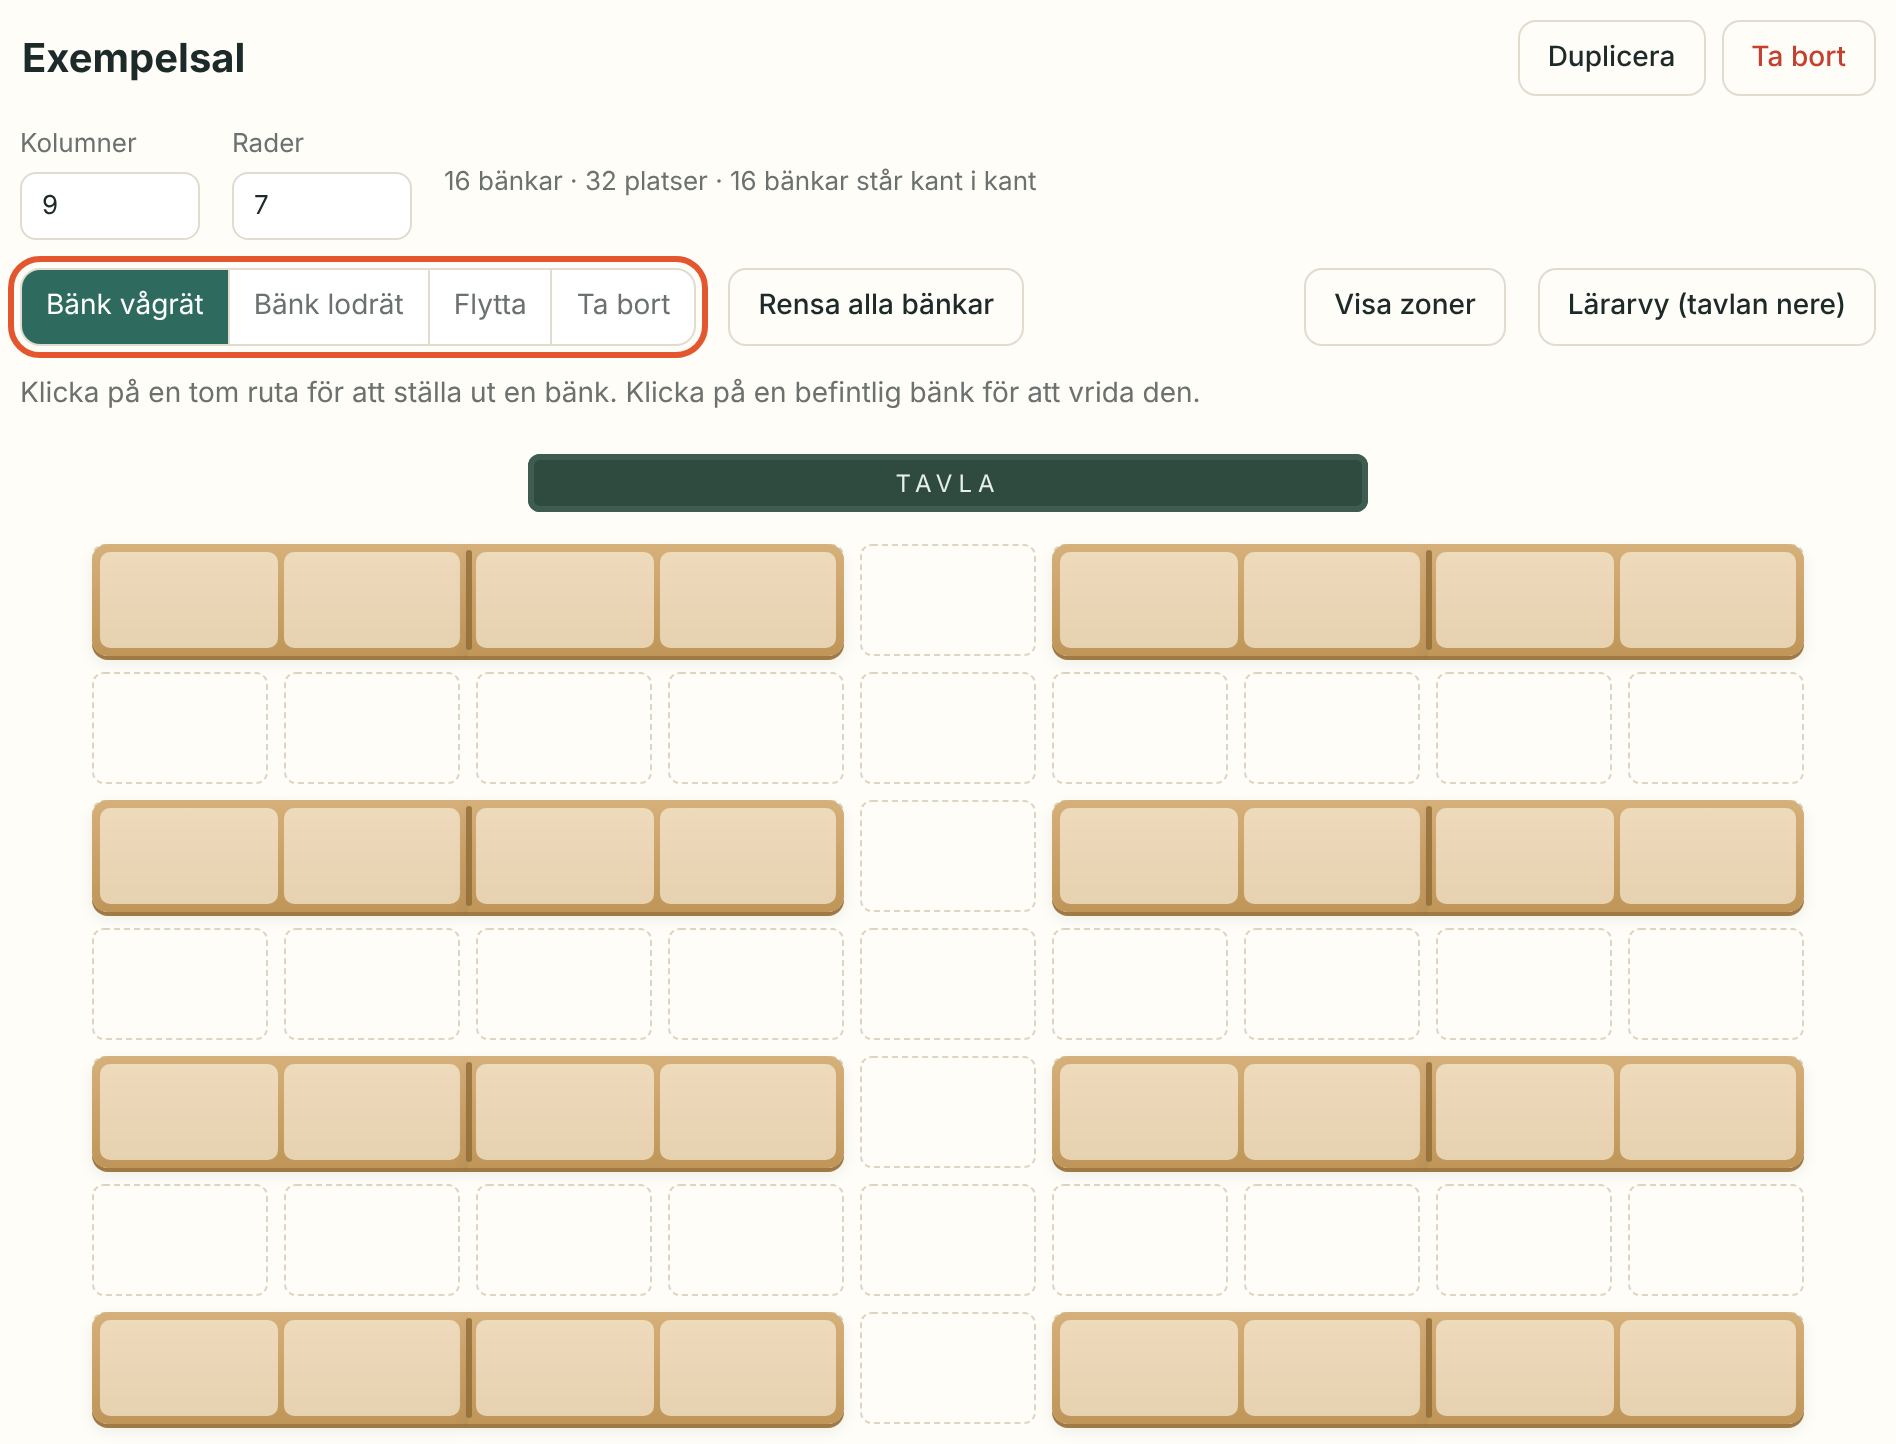 Exempelsal
Duplicera
Ta bort
Kolumner
Rader
9
7
16 bänkar · 32 platser · 16 bänkar står kant i kant
Bänk vågrät
Bänk lodrät
Flytta
Ta bort
Rensa alla bänkar
Visa zoner
Lärarvy (tavlan nere)
Klicka på en tom ruta för att ställa ut en bänk. Klicka på en befintlig bänk för att vrida den.
TAVLA